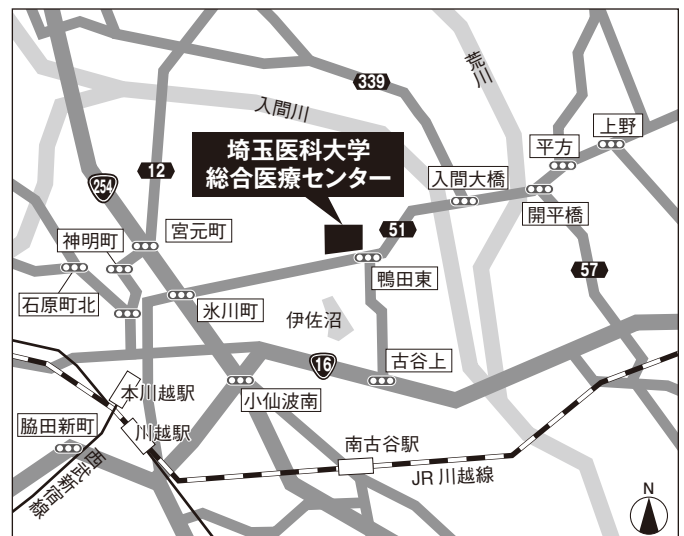 339
荒川
入間川
上野
平方
埼玉医科大学
総合医療センター
12
254
入間大橋
開平橋
宮元町
神明町
51
鴨田東
57
石原町北
氷川町
伊佐沼
16
古谷上
小仙波南
本川越駅
川越駅
脇田新町
西武新宿線
南古谷駅
JR 川越線
N